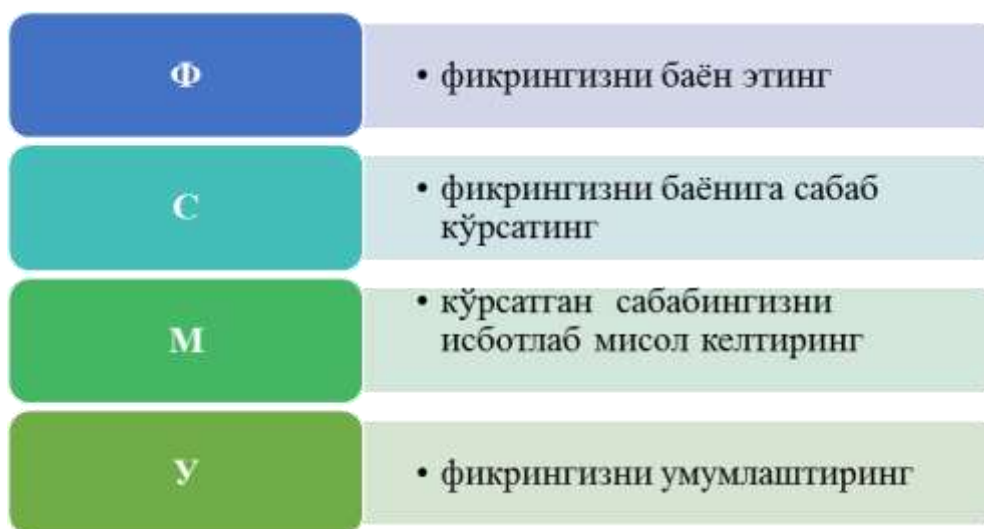 Ф
• фикрингизни баён этинг
С
• фикрингизни баёнига сабаб
кўрсатинг
М
• кўрсатган сабабингизни
исботлаб мисол келтиринг
У
• фикрингизни умумлаштиринг